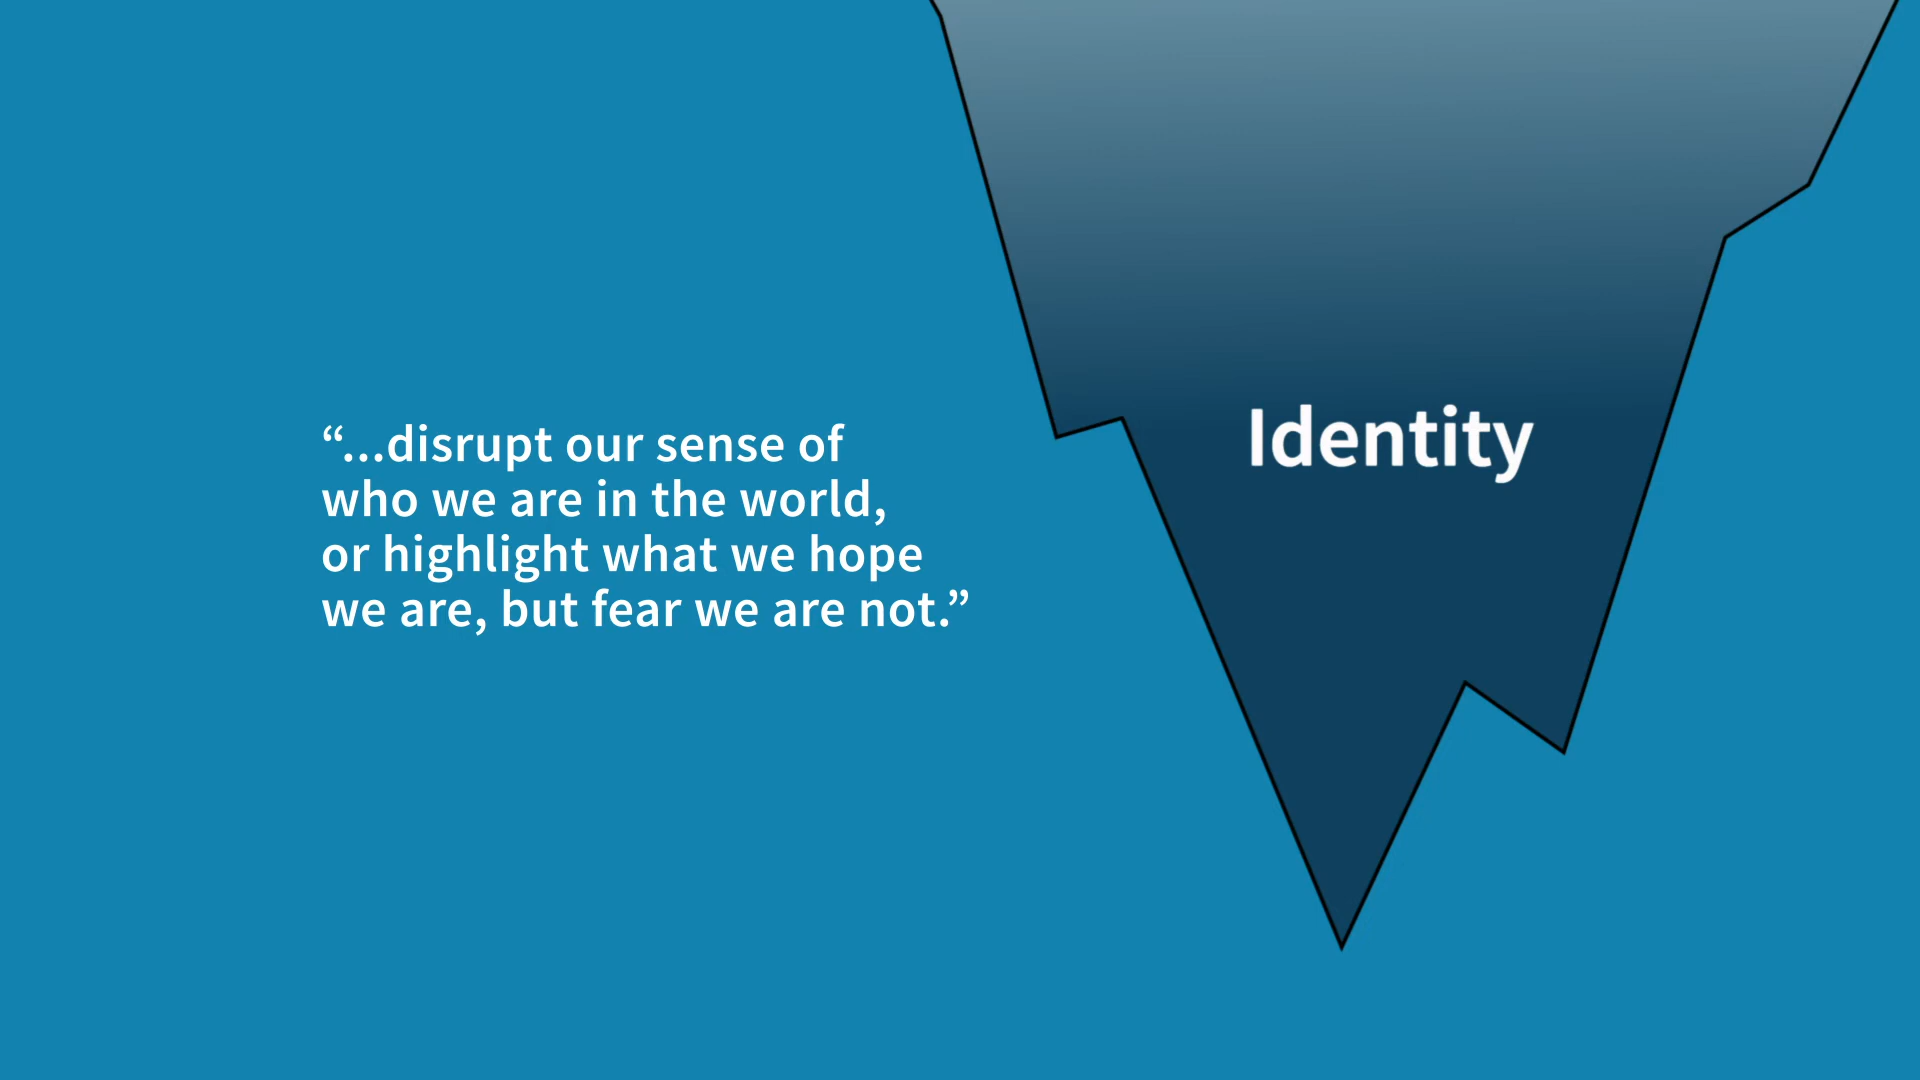 “...disrupt our sense of
who we are in the world,
or highlight what we hope
we are, but fear we are not.”
Identity